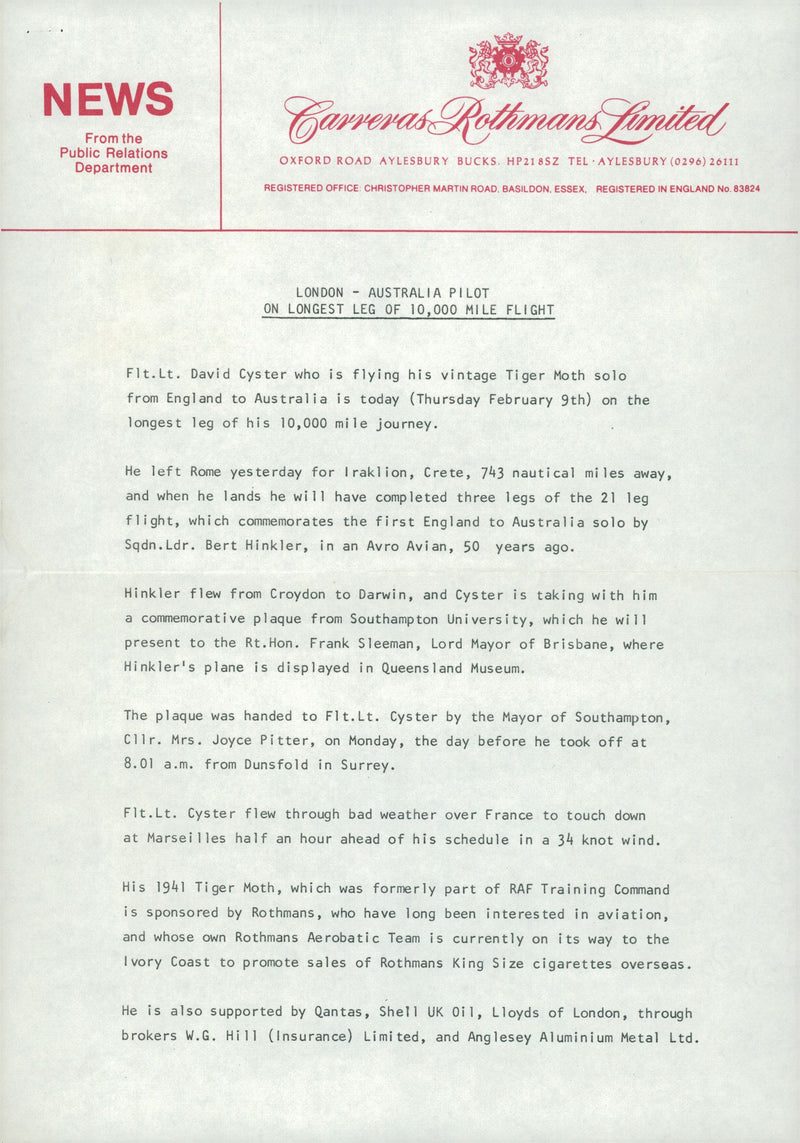 NEWS
From the
Public Relations
Department
Carreras Rothmans Limited
OXFORD ROAD AYLESBURY BUCKS. HP21 8SZ TEL · AYLESBURY (0296) 26111
REGISTERED OFFICE: CHRISTOPHER MARTIN ROAD, BASILDON, ESSEX, REGISTERED IN ENGLAND No. 83824
LONDON - AUSTRALIA PILOT
ON LONGEST LEG OF 10,000 MILE FLIGHT
Flt.Lt. David Cyster who is flying his vintage Tiger Moth solo
from England to Australia is today (Thursday February 9th) on the
longest leg of his 10,000 mile journey.
He left Rome yesterday for Iraklion, Crete, 743 nautical miles away,
and when he lands he will have completed three legs of the 21 leg
flight, which commemorates the first England to Australia solo by
Sqdn.Ldr. Bert Hinkler, in an Avro Avian, 50 years ago.
Hinkler flew from Croydon to Darwin, and Cyster is taking with him
a commemorative plaque from Southampton University, which he will
present to the Rt.Hon. Frank Sleeman, Lord Mayor of Brisbane, where
Hinkler's plane is displayed in Queensland Museum.
The plaque was handed to Flt.Lt. Cyster by the Mayor of Southampton,
Cllr. Mrs. Joyce Pitter, on Monday, the day before he took off at
8.01 a.m. from Dunsfold in Surrey.
Flt.Lt. Cyster flew through bad weather over France to touch down
at Marseilles half an hour ahead of his schedule in a 34 knot wind.
His 1941 Tiger Moth, which was formerly part of RAF Training Command
is sponsored by Rothmans, who have long been interested in aviation,
and whose own Rothmans Aerobatic Team is currently on its way to the
Ivory Coast to promote sales of Rothmans King Size cigarettes overseas.
He is also supported by Qantas, Shell UK Oil, Lloyds of London, through
brokers W.G. Hill (Insurance) Limited, and Anglesey Aluminium Metal Ltd.